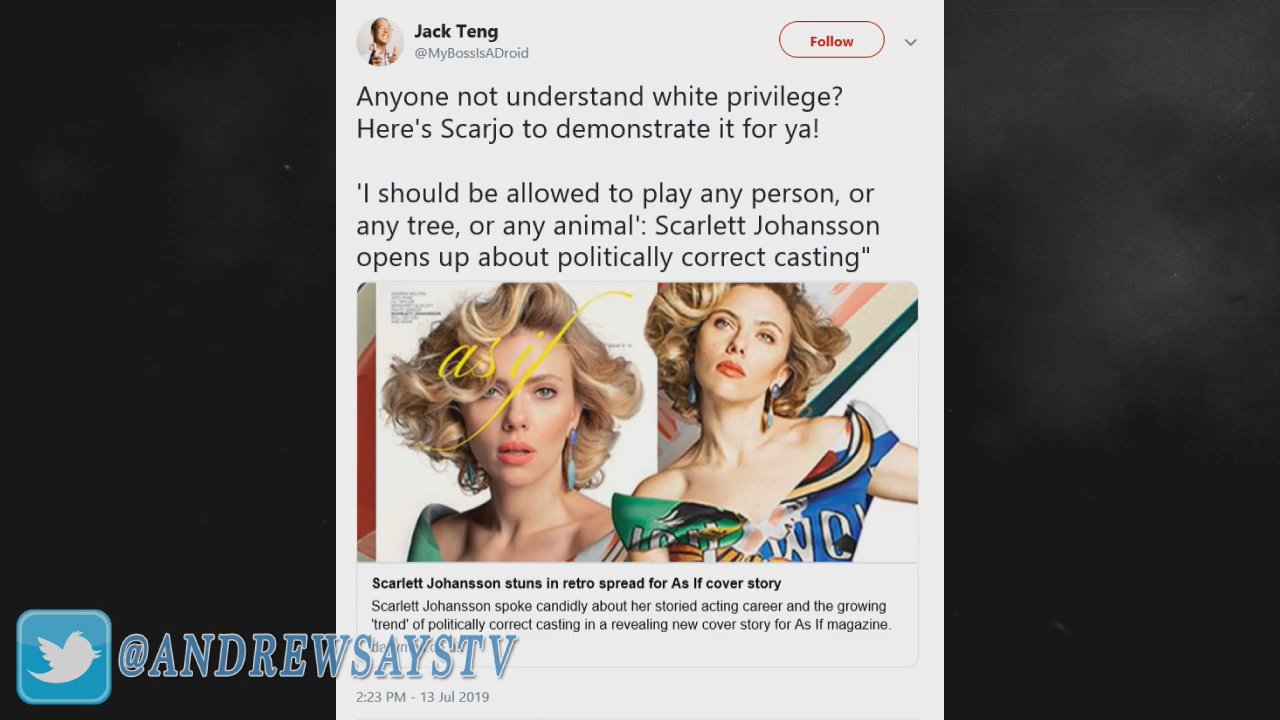 Jack Teng
@MyBossIsADroid
Follow
Anyone not understand white privilege?
Here's Scarjo to demonstrate it for ya!
'I should be allowed to play any person, or
any tree, or any animal': Scarlett Johansson
opens up about politically correct casting"
as if
Scarlett Johansson stuns in retro spread for As If cover story
Scarlett Johansson spoke candidly about her storied acting career and the growing
'trend' of politically correct casting in a revealing new cover story for As If magazine.
@ANDREWSAYSTV
2:23 PM - 13 Jul 2019